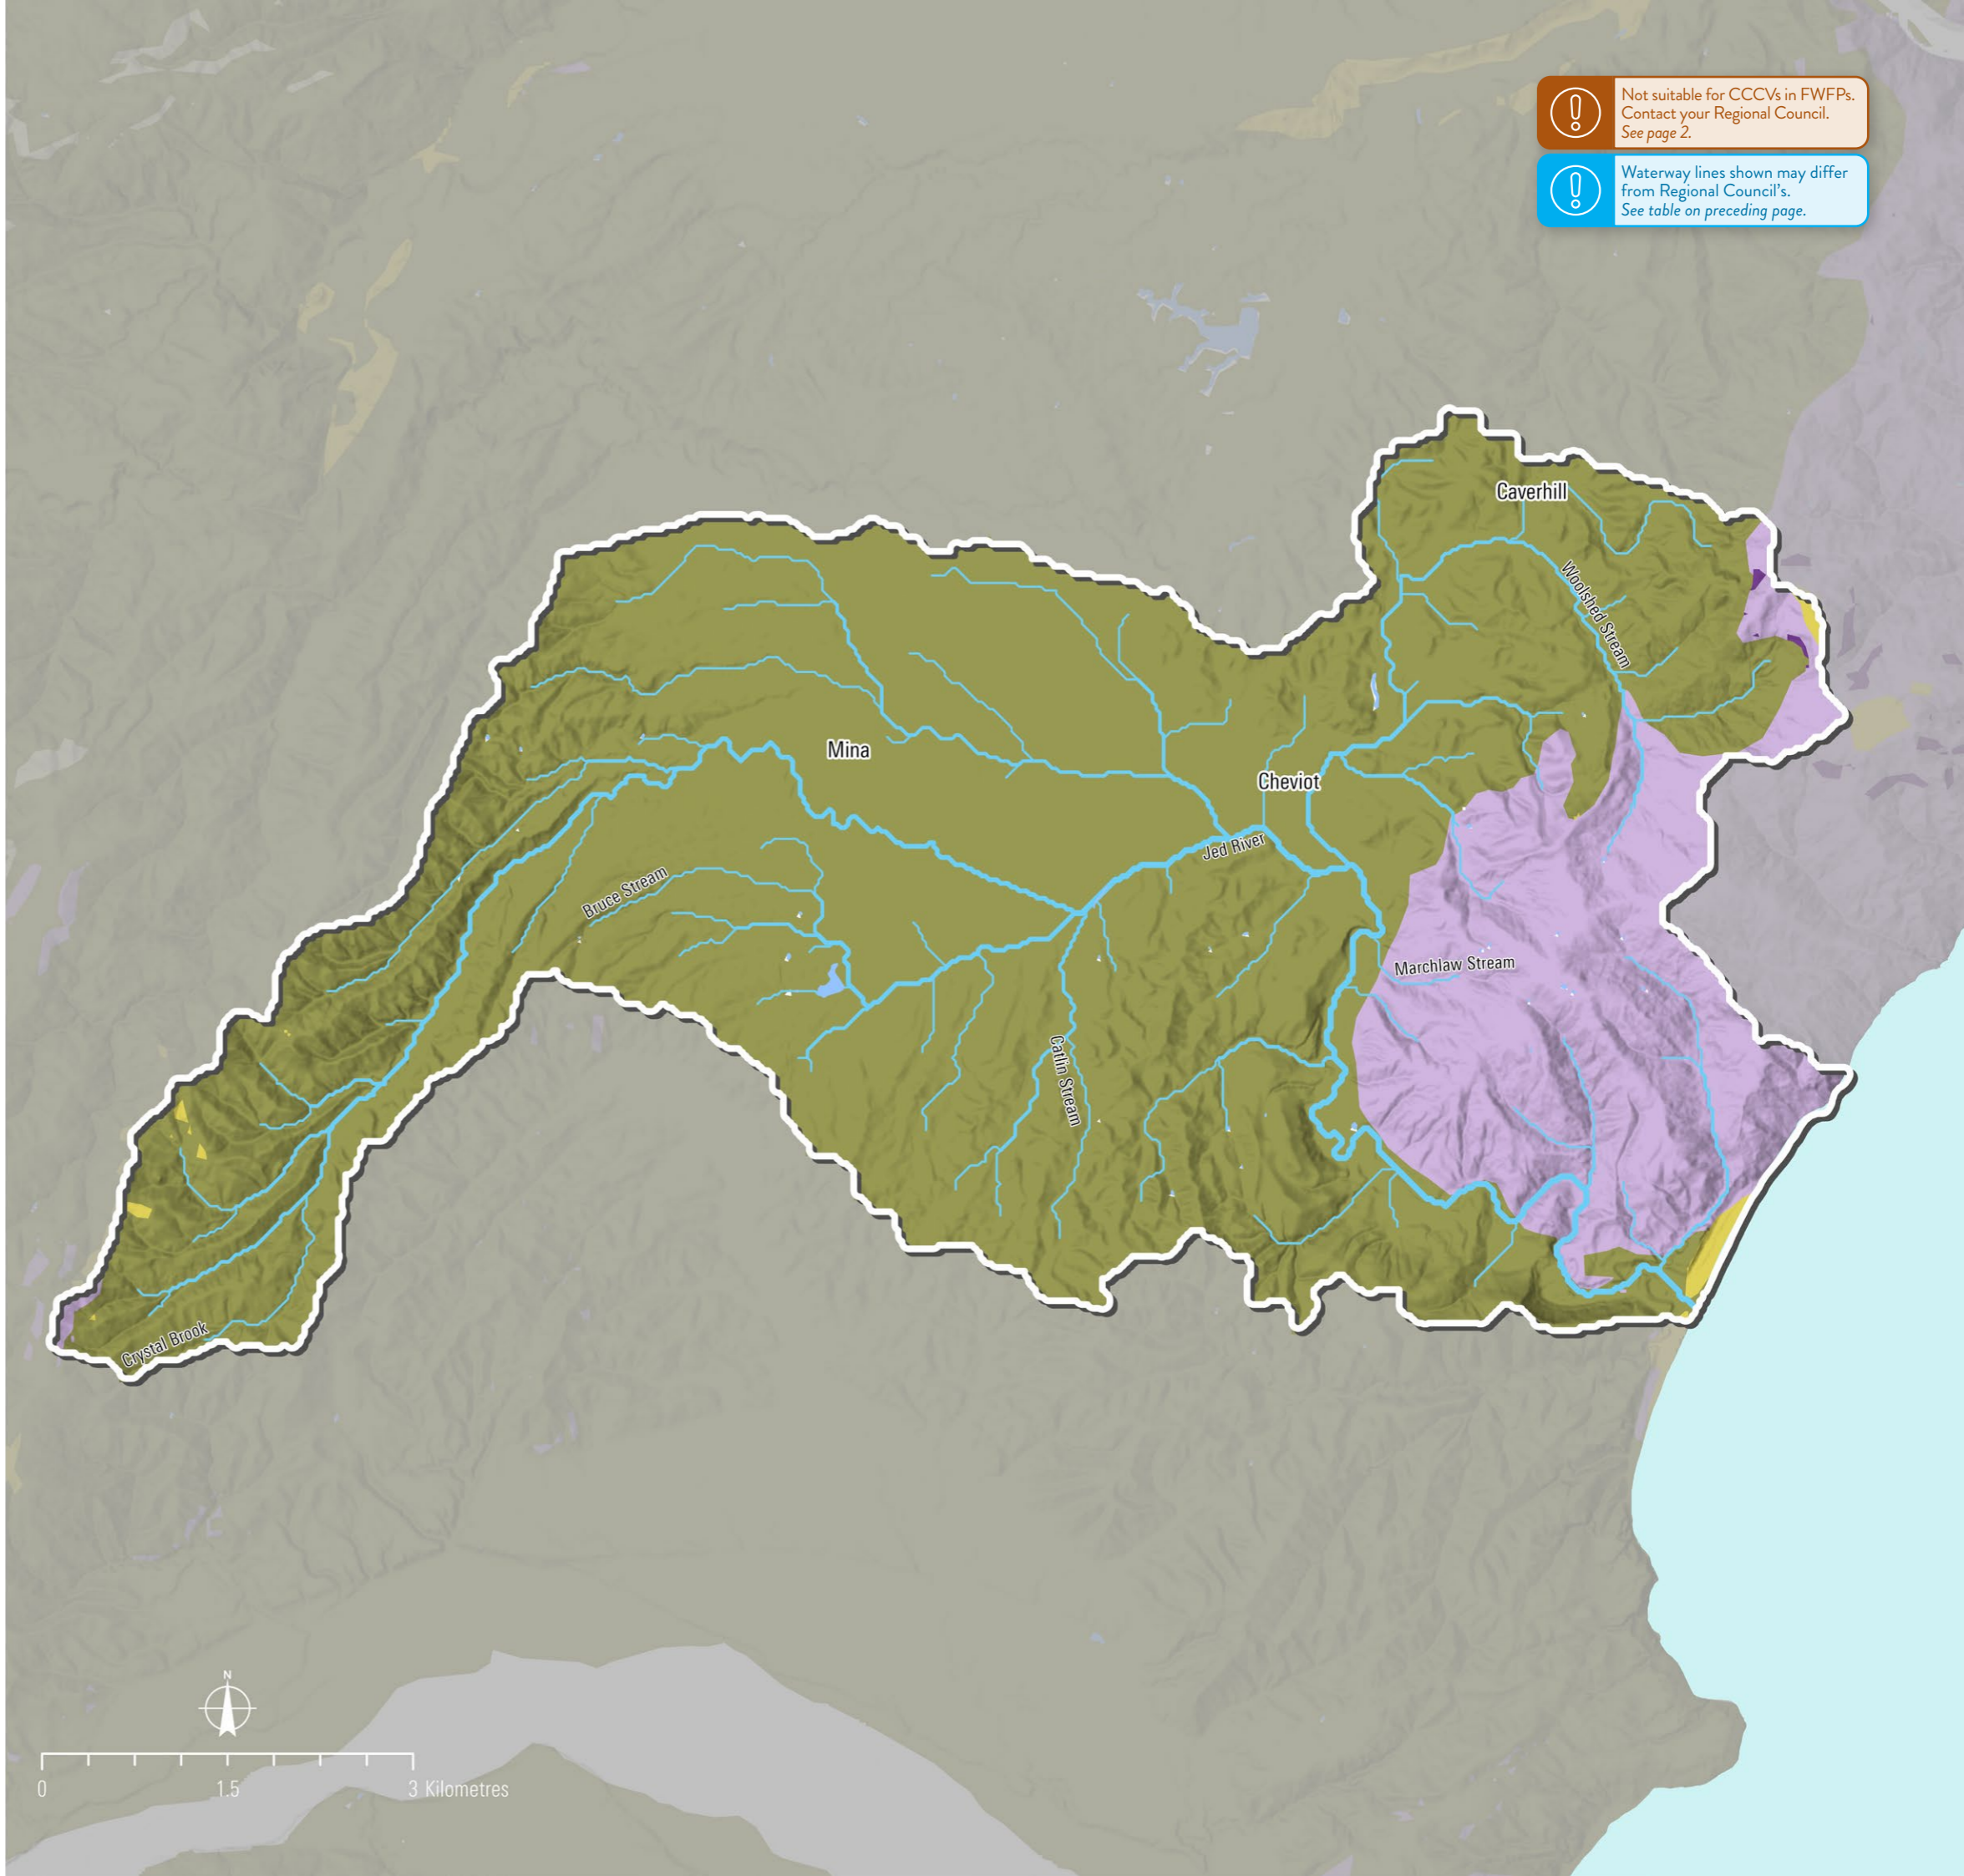 Not suitable for CCCVs in FWFPs.
Contact your Regional Council.
See page 2.
Waterway lines shown may differ
from Regional Council's.
See table on preceding page.
Caverhill
Woolshed Stream
Mina
Cheviot
Jed River
Bruce Stream
Marchlaw Stream
Catlin Stream
Crystal Brook
N
0 1.5 3 Kilometres